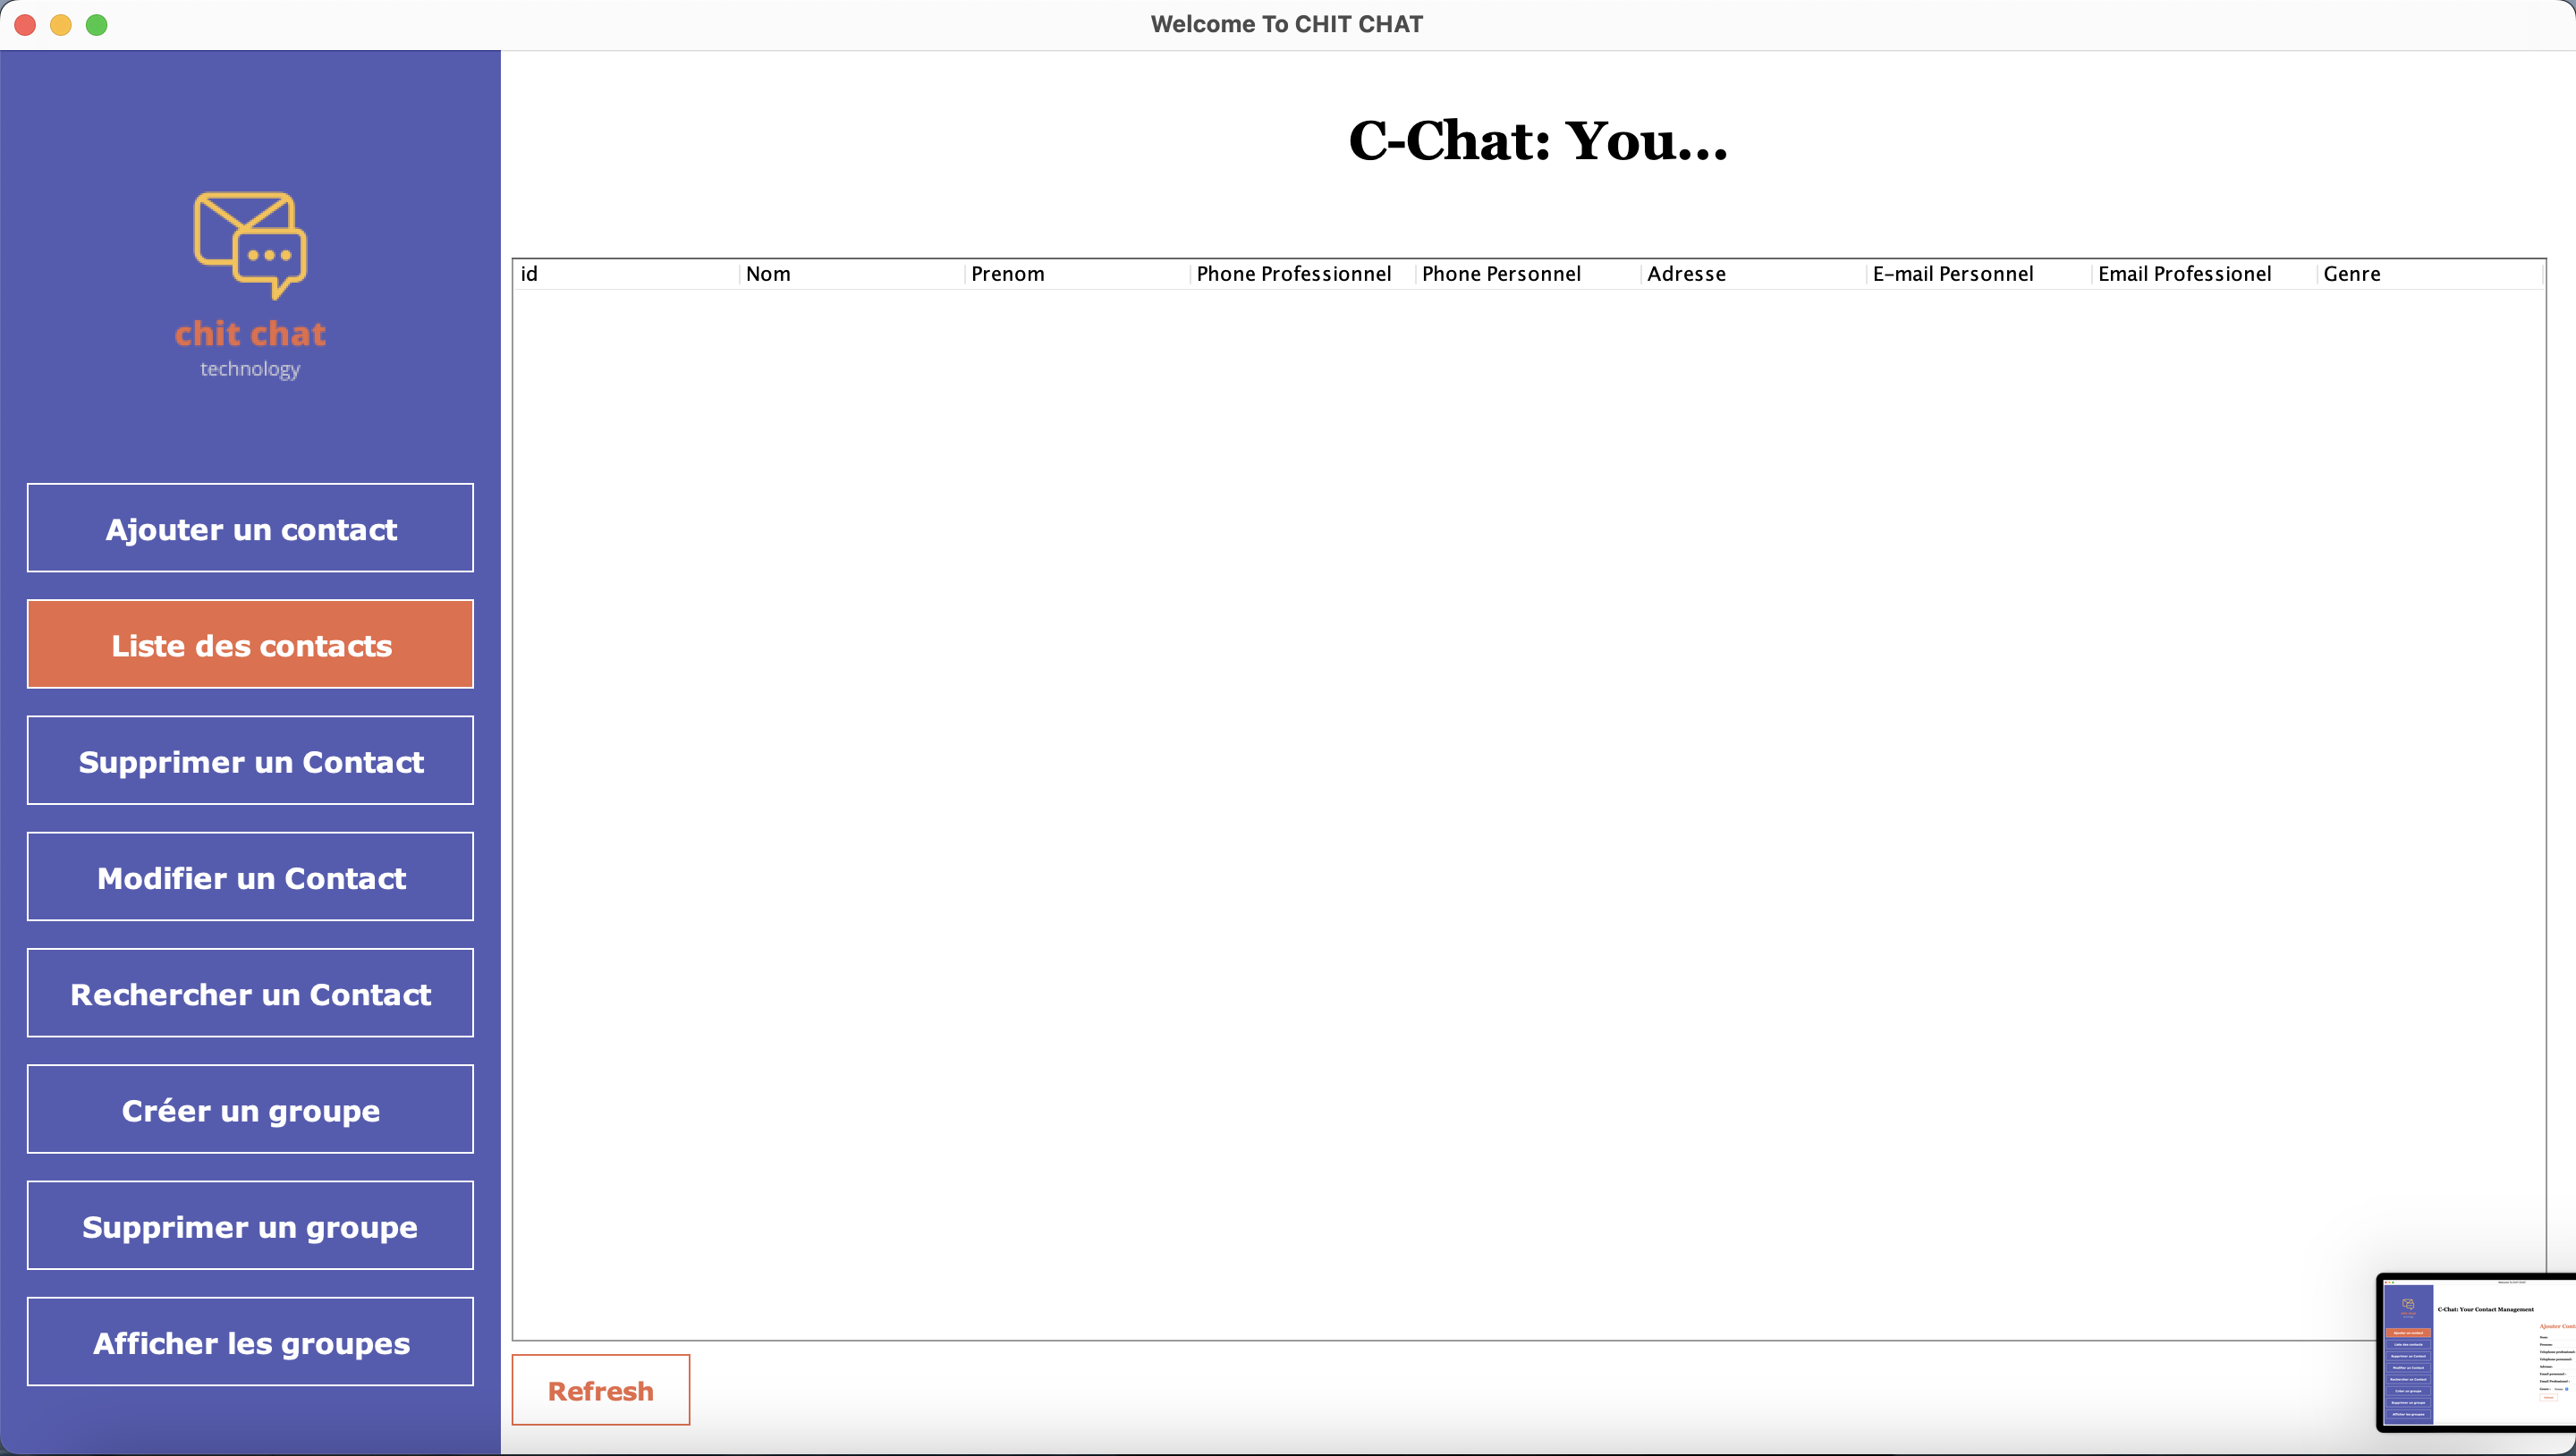 Welcome To CHIT CHAT
chit chat
technology
Ajouter un contact
Liste des contacts
Supprimer un Contact
Modifier un Contact
Rechercher un Contact
Créer un groupe
Supprimer un groupe
Afficher les groupes
C-Chat: You...
id Nom Prenom Phone Professionnel Phone Personnel Adresse E-mail Personnel Email Professionel Genre
Refresh
C-Chat: Your Contact Management